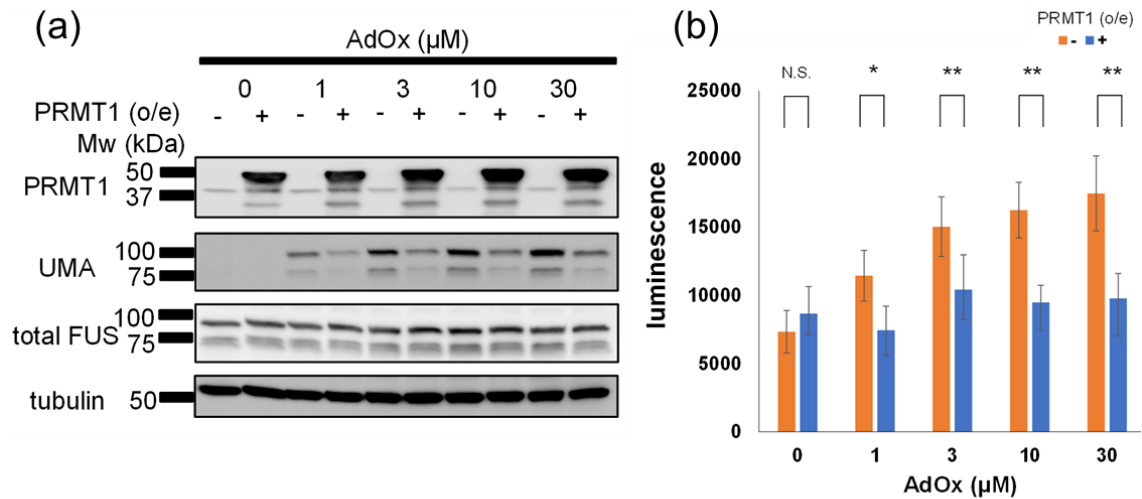 (a)
AdOx (µM)
0 1 3 10 30
PRMT1 (o/e) - + - + - + - + - +
Mw (kDa)
PRMT1 50 37
UMA 100 75
total FUS 100 75
tubulin 50
(b)
PRMT1 (o/e)
- +
N.S. * ** ** **
25000
20000
15000
10000
5000
0
luminescence
0 1 3 10 30
AdOx (µM)